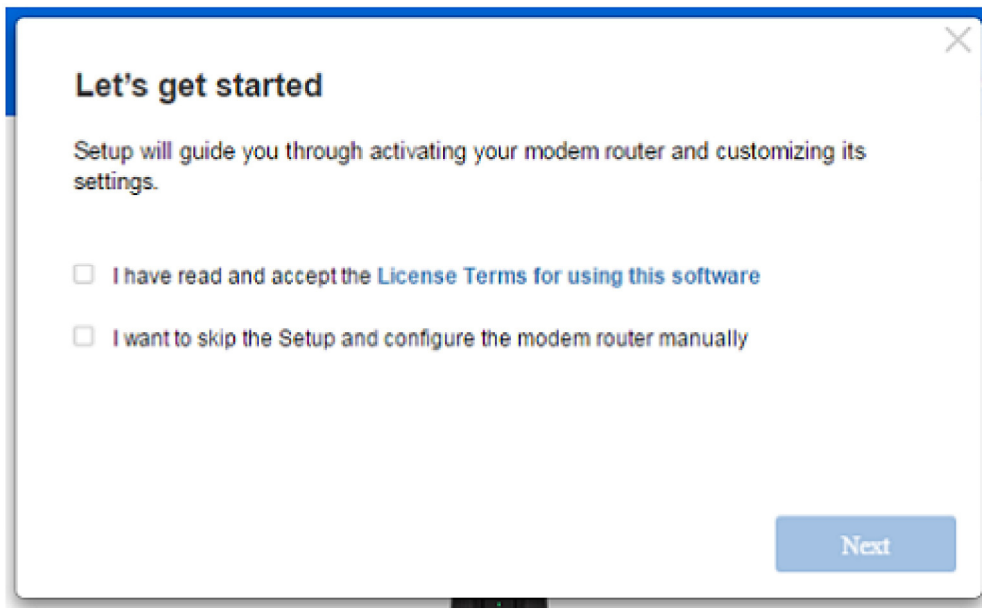 Let's get started
Setup will guide you through activating your modem router and customizing its
settings.
I have read and accept the License Terms for using this software
I want to skip the Setup and configure the modem router manually
Next